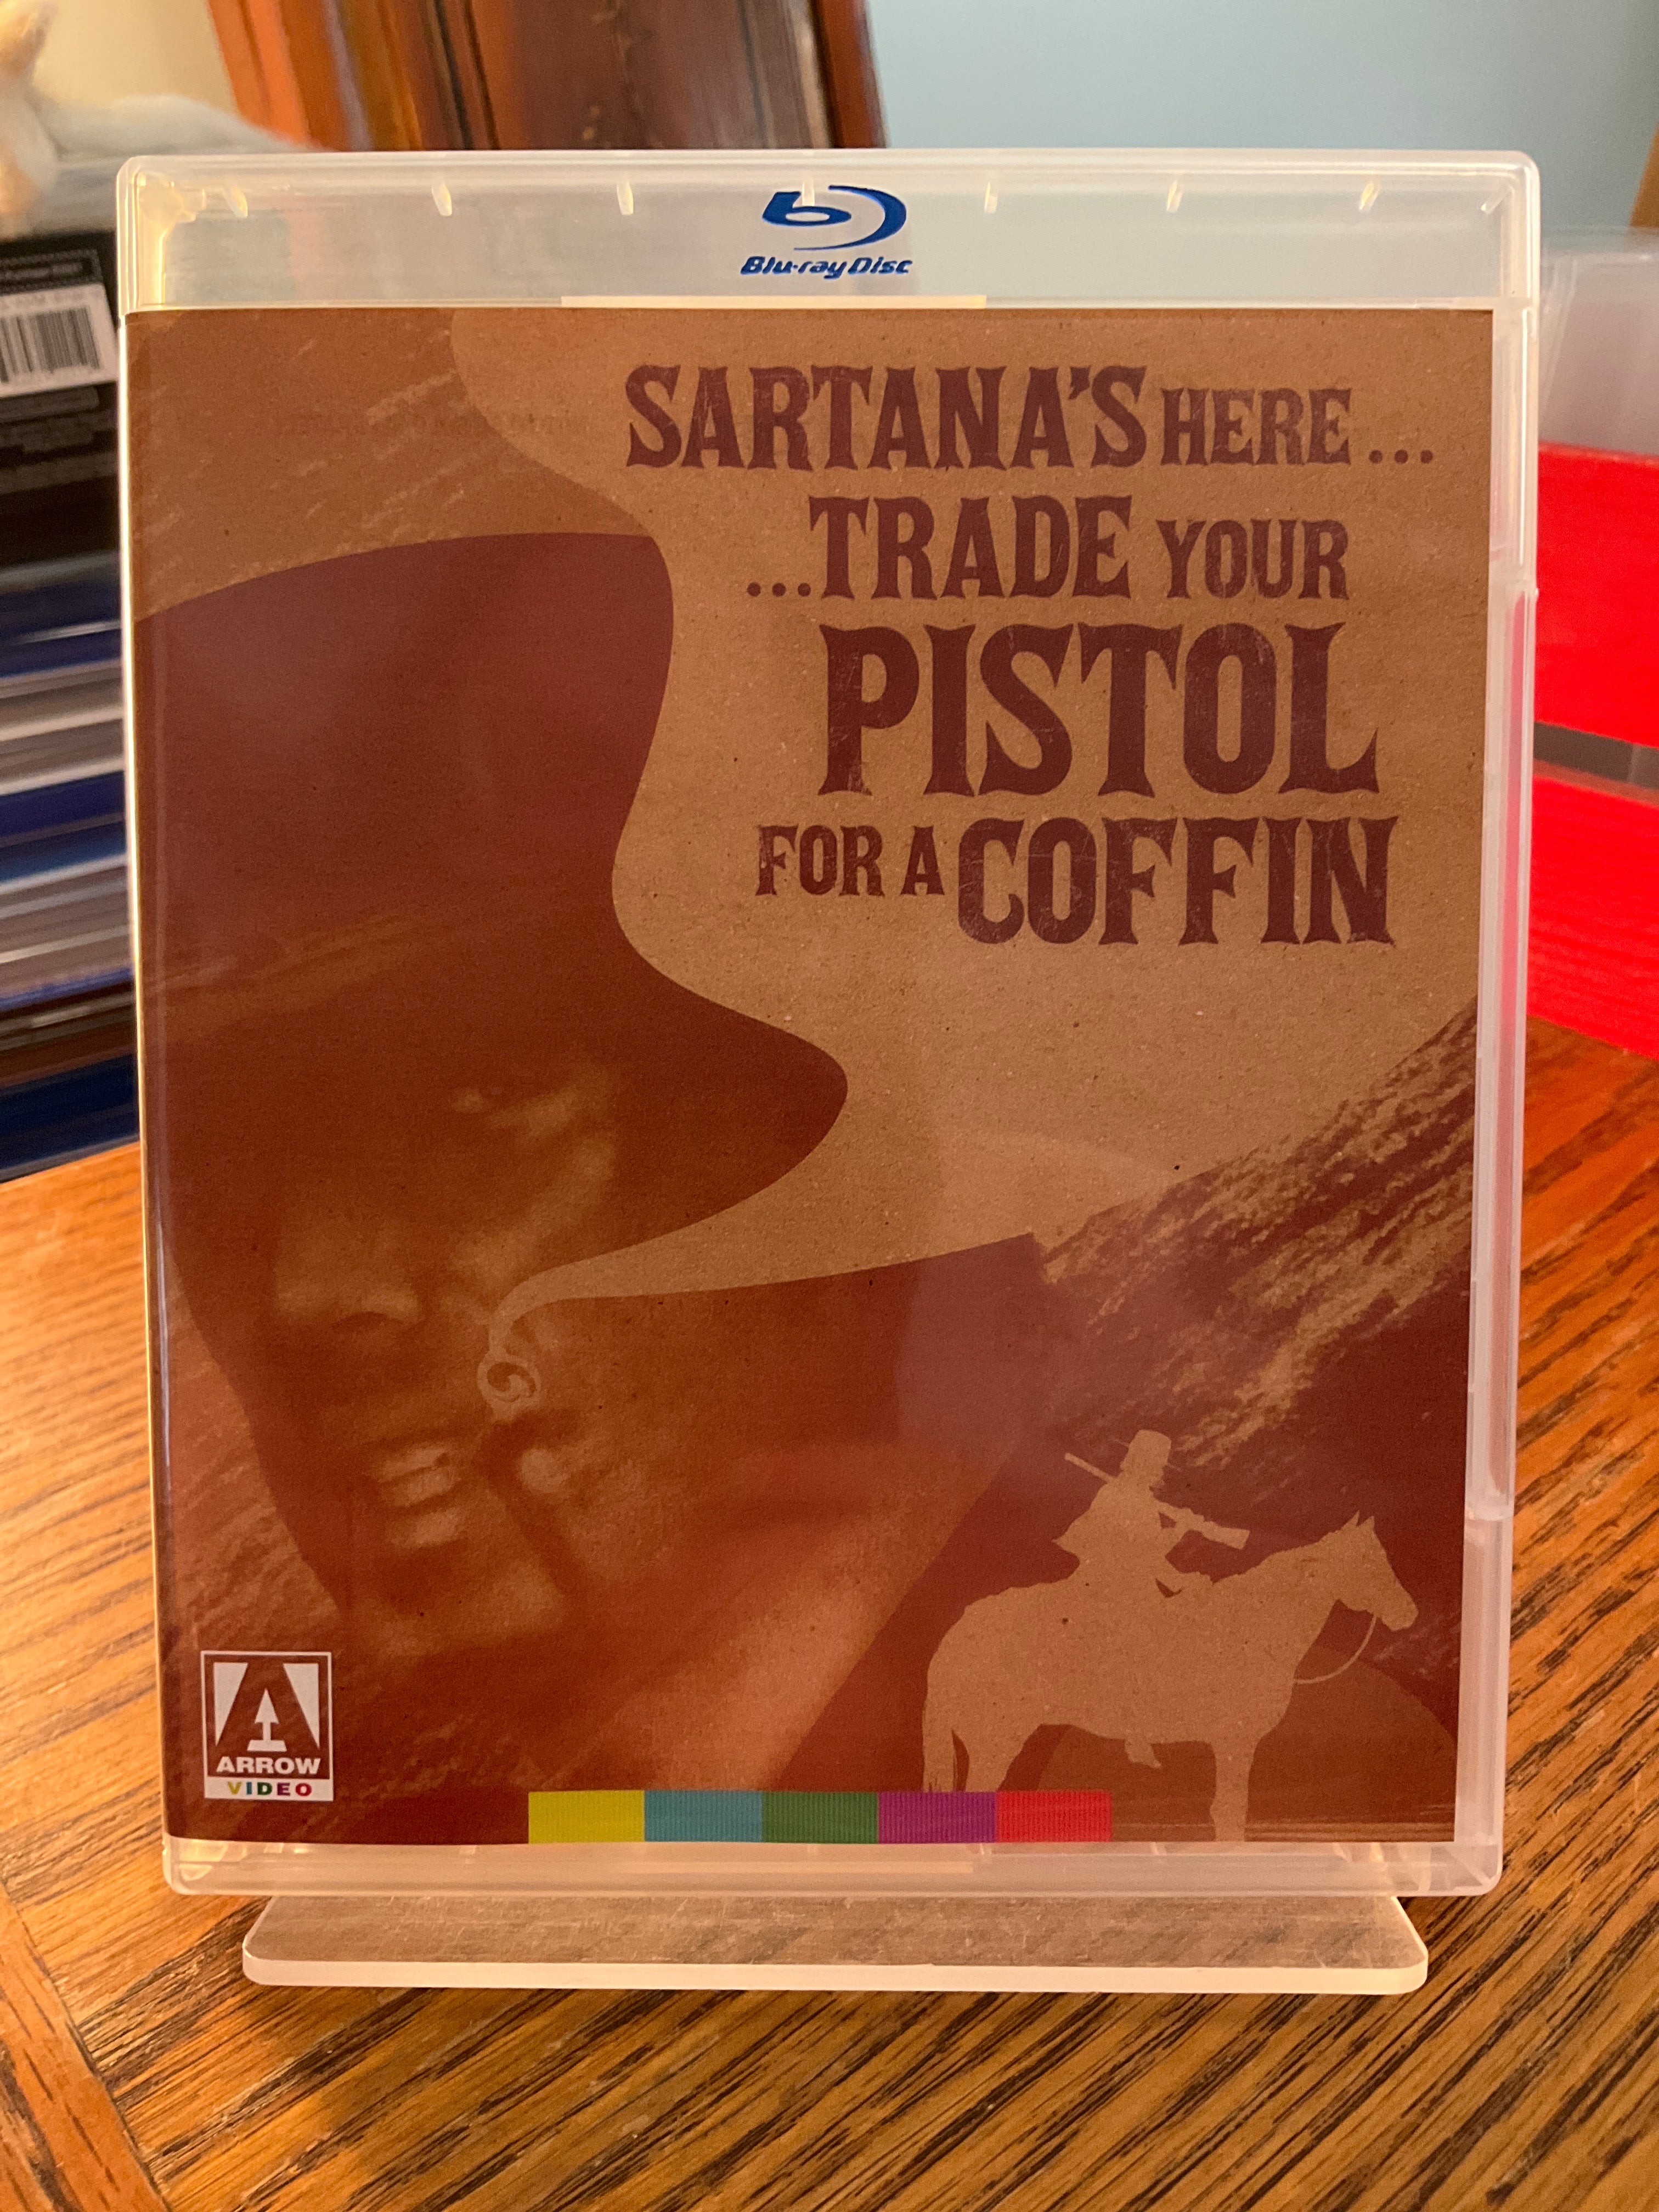 Blu-ray Disc
SARTANA'S HERE...
...TRADE YOUR
PISTOL
FOR A COFFIN
ARROW
VIDEO